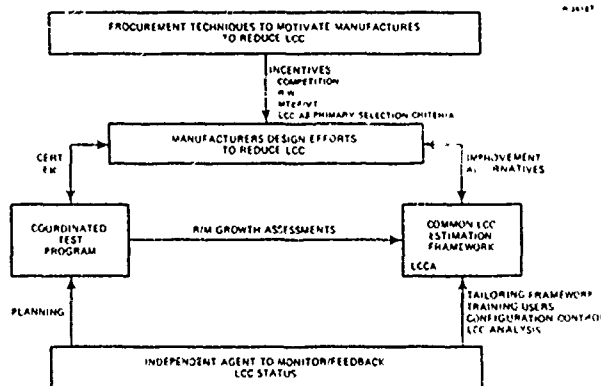 PROCUREMENT TECHNIQUES TO MOTIVATE MANUFACTURES
TO REDUCE LCC
INCENTIVES
COMPETITION
LCC AS PRIMARY SELECTION CRITERIA
MANUFACTURERS DESIGN EFFORTS
TO REDUCE LCC
CERT
IMPROVEMENT
COORDINATED
TEST
PROGRAM
R/M GROWTH ASSESSMENTS
COMMON LCC
ESTIMATION
FRAMEWORK
LCCA
PLANNING
TAILORING FRAMEWORK
TRAINING USERS
CONFIGURATION CONTROL
LCC ANALYSIS
INDEPENDENT AGENT TO MONITOR/FEEDBACK
LCC STATUS